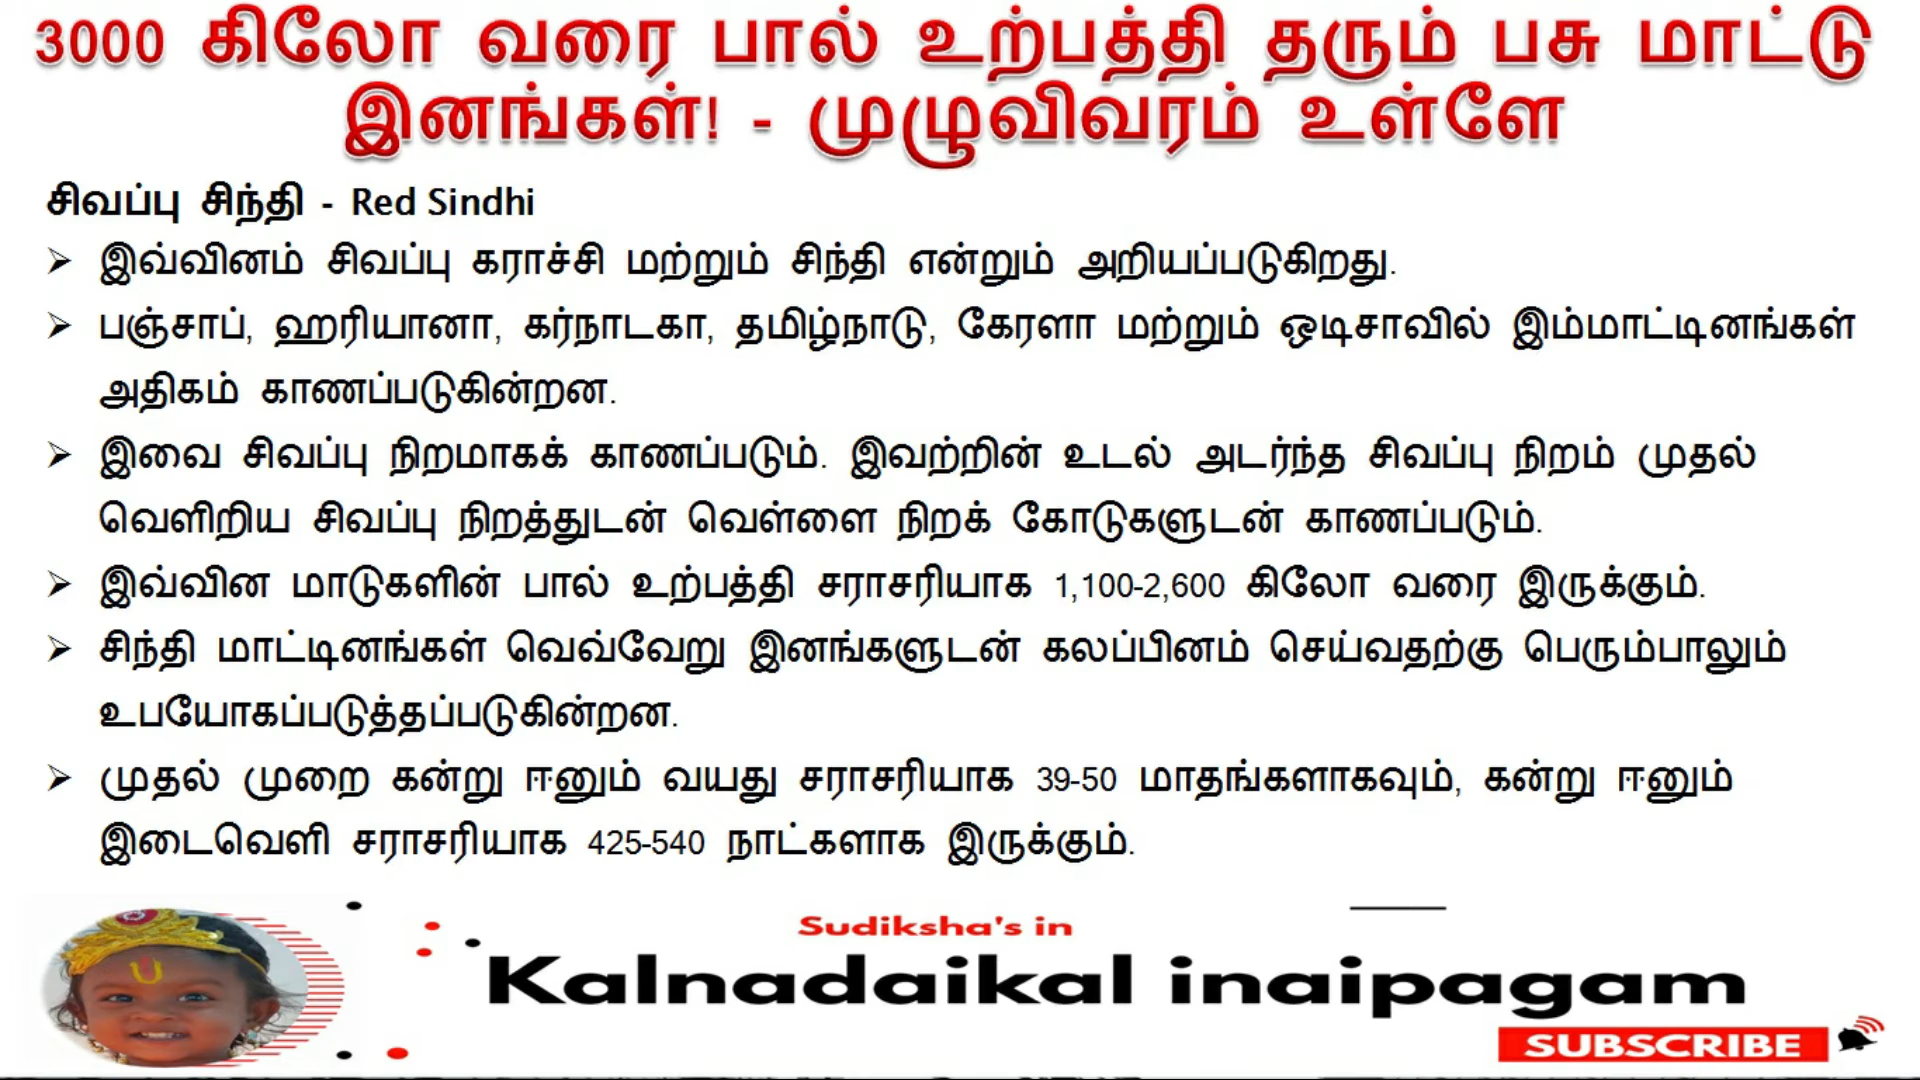 3000 கிலோ வரை பால் உற்பத்தி தரும் பசு மாட்டு
இனங்கள்! - முழுவிவரம் உள்ளே
சிவப்பு சிந்தி - Red Sindhi
➢ இவ்வினம் சிவப்பு கராச்சி மற்றும் சிந்தி என்றும் அறியப்படுகிறது.
➢ பஞ்சாப், ஹரியானா, கர்நாடகா, தமிழ்நாடு, கேரளா மற்றும் ஒடிசாவில் இம்மாட்டினங்கள்
அதிகம் காணப்படுகின்றன.
➢ இவை சிவப்பு நிறமாகக் காணப்படும். இவற்றின் உடல் அடர்ந்த சிவப்பு நிறம் முதல்
வெளிறிய சிவப்பு நிறத்துடன் வெள்ளை நிறக் கோடுகளுடன் காணப்படும்.
➢ இவ்வின மாடுகளின் பால் உற்பத்தி சராசரியாக 1,100-2,600 கிலோ வரை இருக்கும்.
➢ சிந்தி மாட்டினங்கள் வெவ்வேறு இனங்களுடன் கலப்பினம் செய்வதற்கு பெரும்பாலும்
உபயோகப்படுத்தப்படுகின்றன.
➢ முதல் முறை கன்று ஈனும் வயது சராசரியாக 39-50 மாதங்களாகவும், கன்று ஈனும்
இடைவெளி சராசரியாக 425-540 நாட்களாக இருக்கும்.
Sudiksha's in
Kalnadaikal inaipagam
SUBSCRIBE